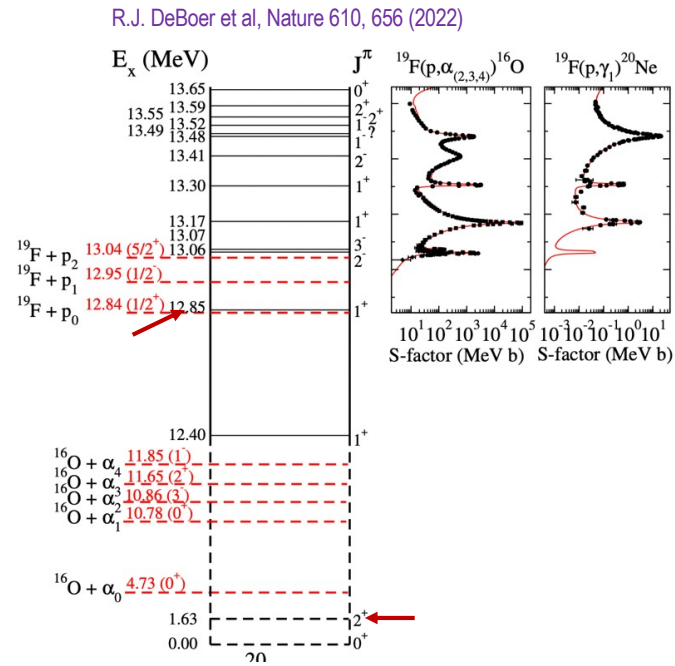 R.J. DeBoer et al, Nature 610, 656 (2022)
E_x (MeV) J^π
¹⁹F(p,α_(2,3,4))¹⁶O ¹⁹F(p,γ₁)²⁰Ne
13.65 0⁺
13.59 2⁺
13.55
13.52 1⁻ 2⁺
13.49 ?
13.48 1⁻
13.41 2⁻
13.30 1⁺
13.17 1⁺
13.07 3⁻
13.06 2⁻
¹⁹F + p₂ 13.04 (5/2⁺)
¹⁹F + p₁ 12.95 (1/2⁻)
¹⁹F + p₀ 12.84 (1/2⁺)
12.85 1⁺
10¹ 10² 10³ 10⁴ 10⁵
S-factor (MeV b)
10⁻³ 10⁻² 10⁻¹ 10⁰ 10¹
S-factor (MeV b)
12.40 1⁺
¹⁶O + α₄ 11.85 (1⁻)
¹⁶O + α₃ 11.65 (2⁺)
¹⁶O + α₂ 10.86 (3⁻)
¹⁶O + α₁ 10.78 (0⁺)
¹⁶O + α₀ 4.73 (0⁺)
1.63 2⁺
0.00 0⁺
20